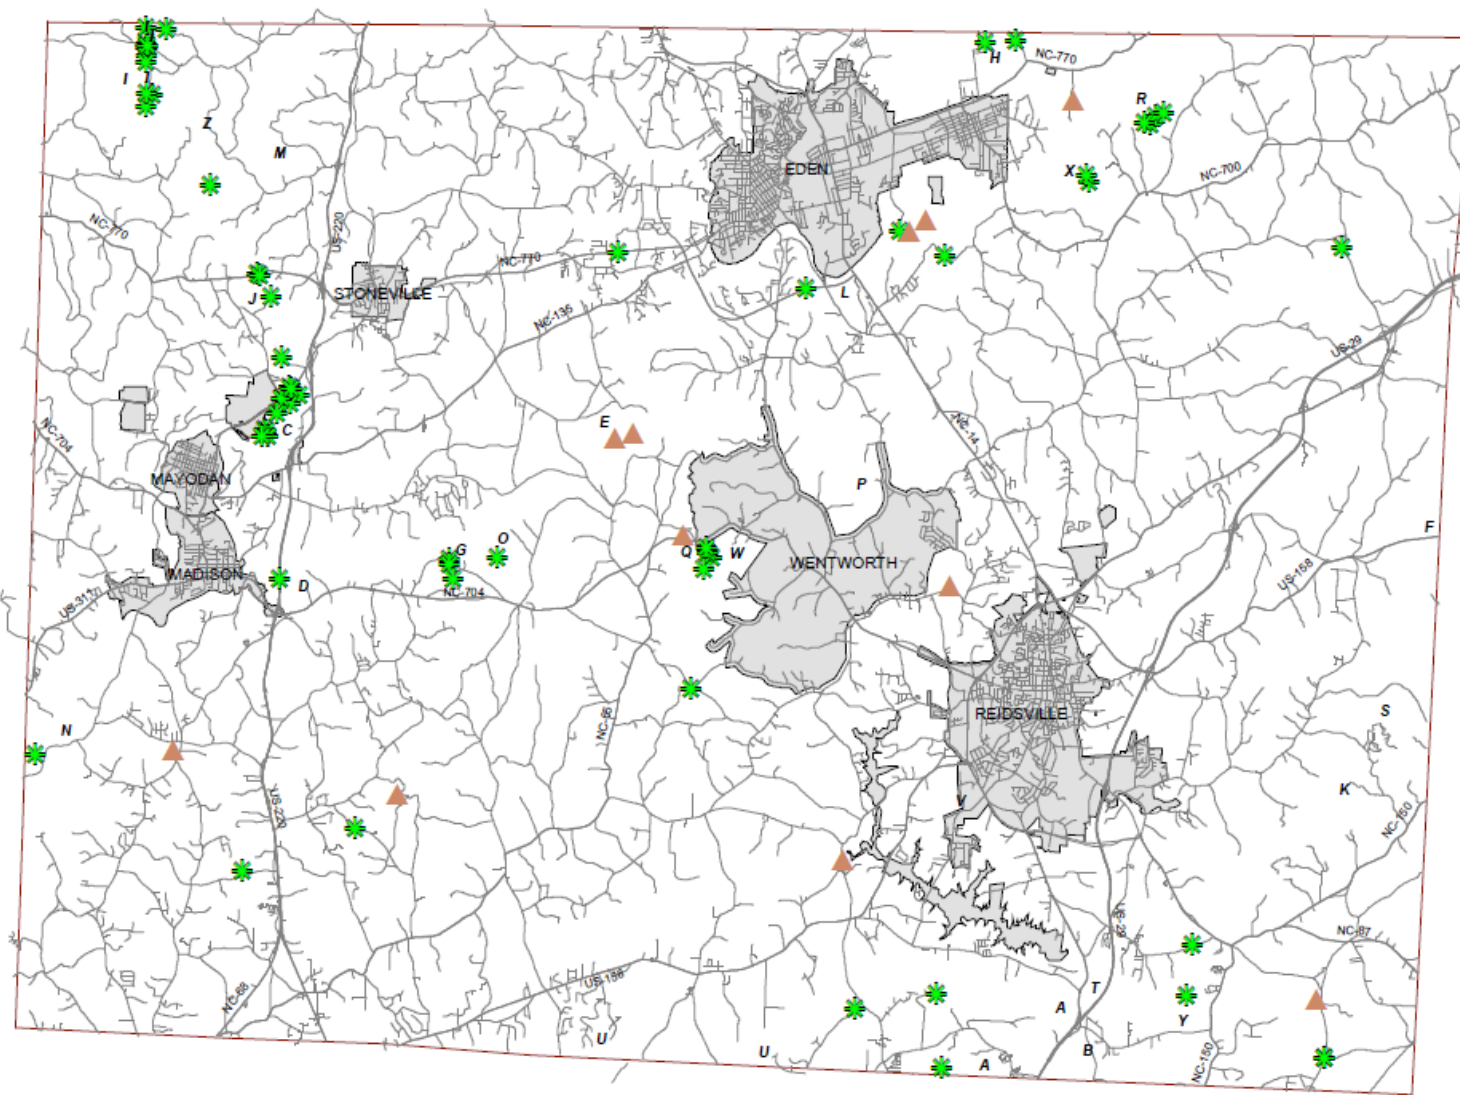 H
NC-770
I
I
R
Z
M
EDEN
X
NC-700
NC-770
US-220
NC-770
J
STONEVILLE
L
NC-135
US-29
E
C
NC-14
NC-704
MAYODAN
P
F
G
O
Q
W
WENTWORTH
MADISON
D
NC-704
US-158
US-311
N
NC-65
REIDSVILLE
S
K
V
US-220
NC-150
US-29
NC-87
US-158
NC-68
T
A
Y
U
U
B
A
NC-150